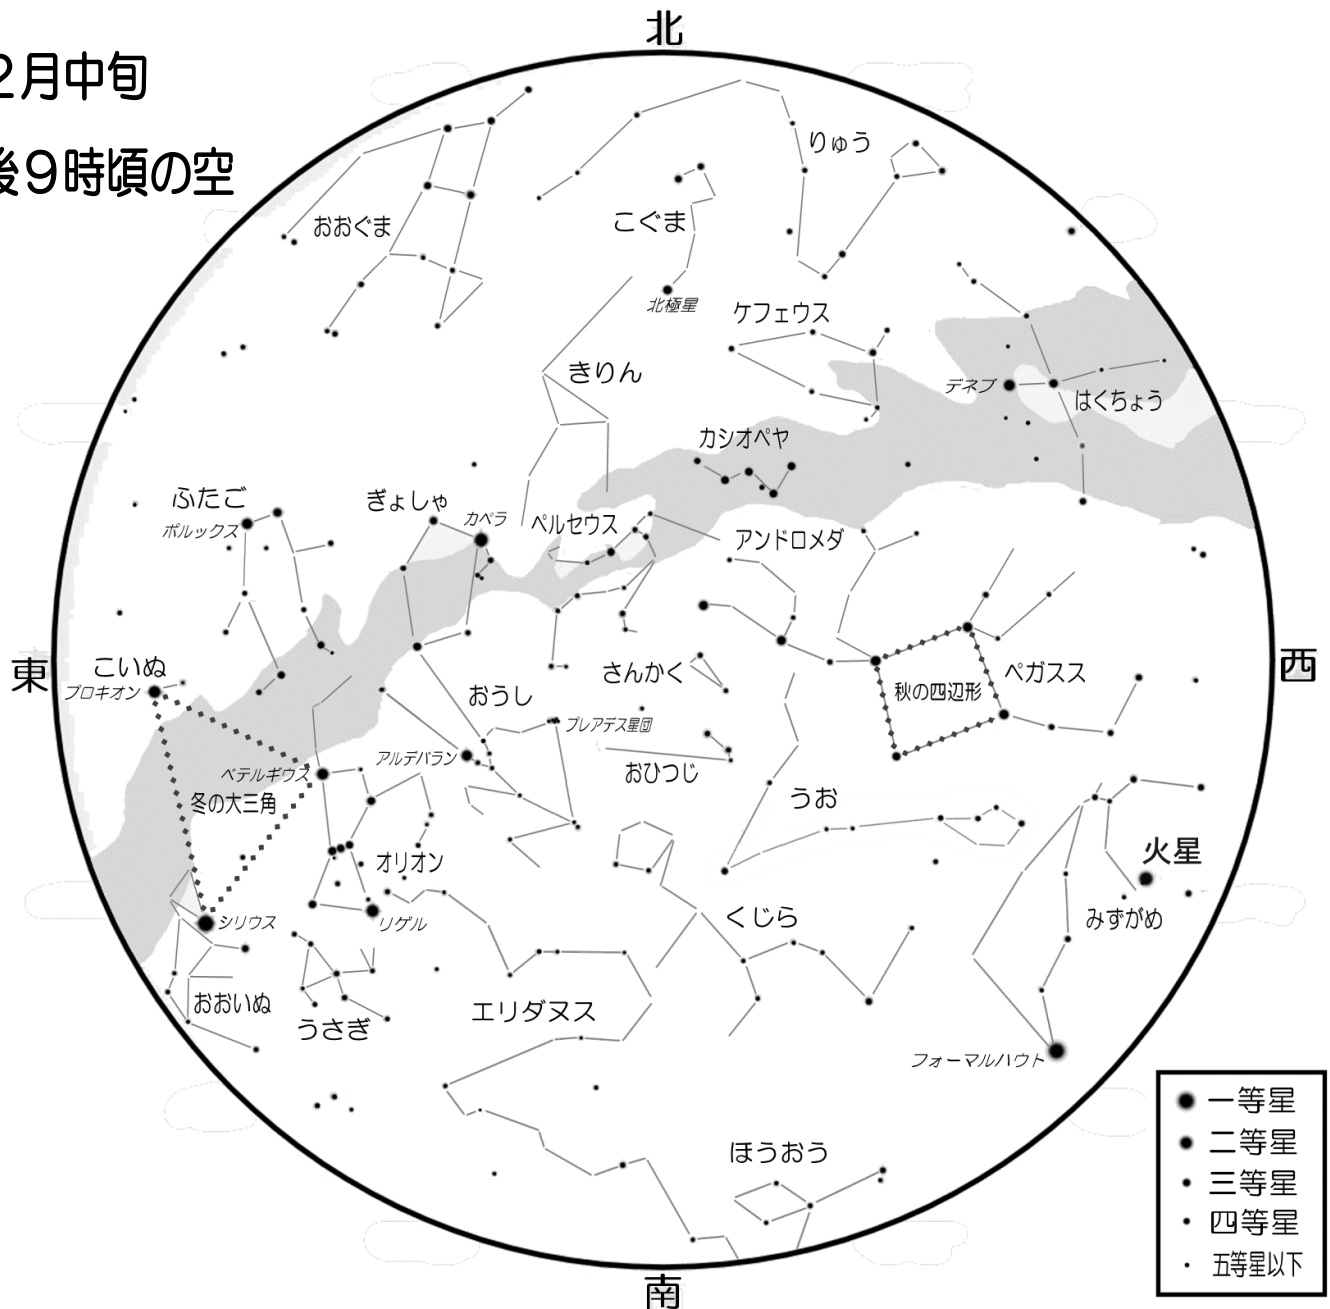 北
2月中旬
後9時頃の空
りゅう
おおぐま
こぐま
北極星
ケフェウス
きりん
デネブ
はくちょう
カシオペヤ
ふたご
ポルックス
ぎょしゃ
カペラ
ペルセウス
アンドロメダ
東
こいぬ
プロキオン
おうし
さんかく
秋の四辺形
ペガスス
西
プレアデス星団
アルデバラン
おひつじ
ベテルギウス
冬の大三角
うお
オリオン
火星
シリウス
リゲル
くじら
みずがめ
おおいぬ
うさぎ
エリダヌス
フォーマルハウト
ほうおう
南
一等星
二等星
三等星
四等星
五等星以下